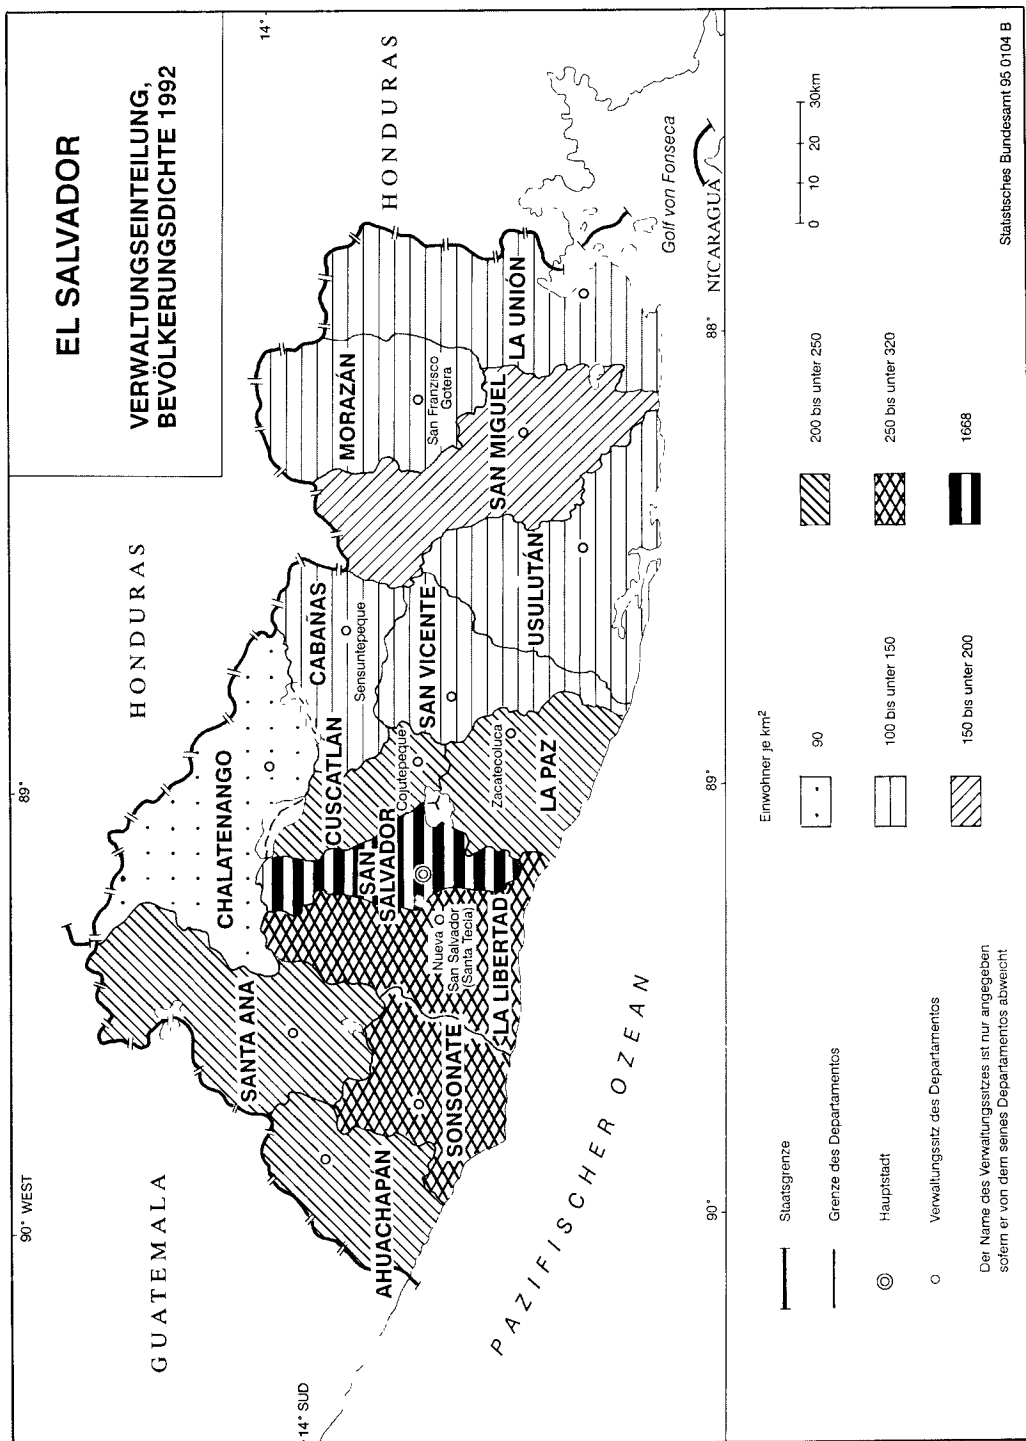 EL SALVADOR
VERWALTUNGSEINTEILUNG,
BEVÖLKERUNGSDICHTE 1992
90° WEST
89°
14°
GUATEMALA
HONDURAS
HONDURAS
CHALATENANGO
SANTA ANA
AHUACHAPÁN
SONSONATE
LA LIBERTAD
Nueva
San Salvador
(Santa Tecla)
SAN
SALVADOR
CUSCATLÁN
Cojutepeque
CABAÑAS
Sensuntepeque
SAN VICENTE
LA PAZ
Zacatecoluca
USULUTÁN
SAN MIGUEL
MORAZÁN
San Franzisco
Gotera
LA UNIÓN
Golf von Fonseca
NICARAGUA
PAZIFISCHER OZEAN
14° SUD
90°
89°
88°
Staatsgrenze
Grenze des Departamentos
Hauptstadt
Verwaltungssitz des Departamentos
Der Name des Verwaltungssitzes ist nur angegeben
sofern er von dem seines Departamentos abweicht
Einwohner je km²
90
100 bis unter 150
150 bis unter 200
200 bis unter 250
250 bis unter 320
1668
0 10 20 30km
Statistisches Bundesamt 95 0104 B